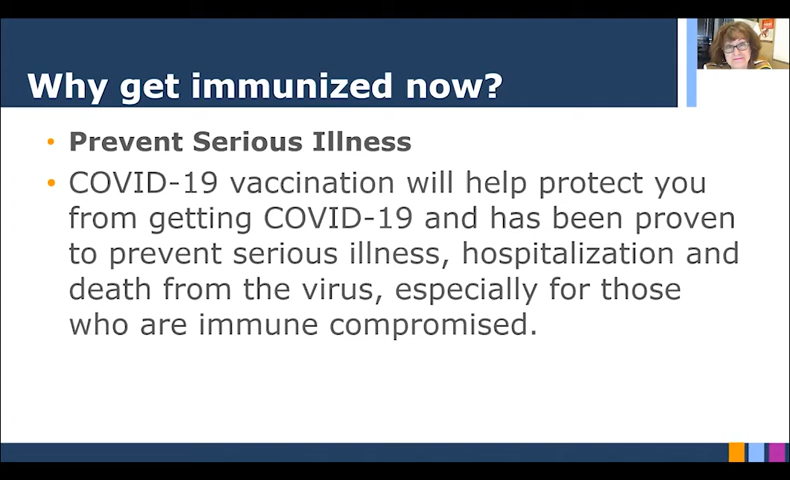 Why get immunized now?
• Prevent Serious Illness
• COVID-19 vaccination will help protect you
from getting COVID-19 and has been proven
to prevent serious illness, hospitalization and
death from the virus, especially for those
who are immune compromised.